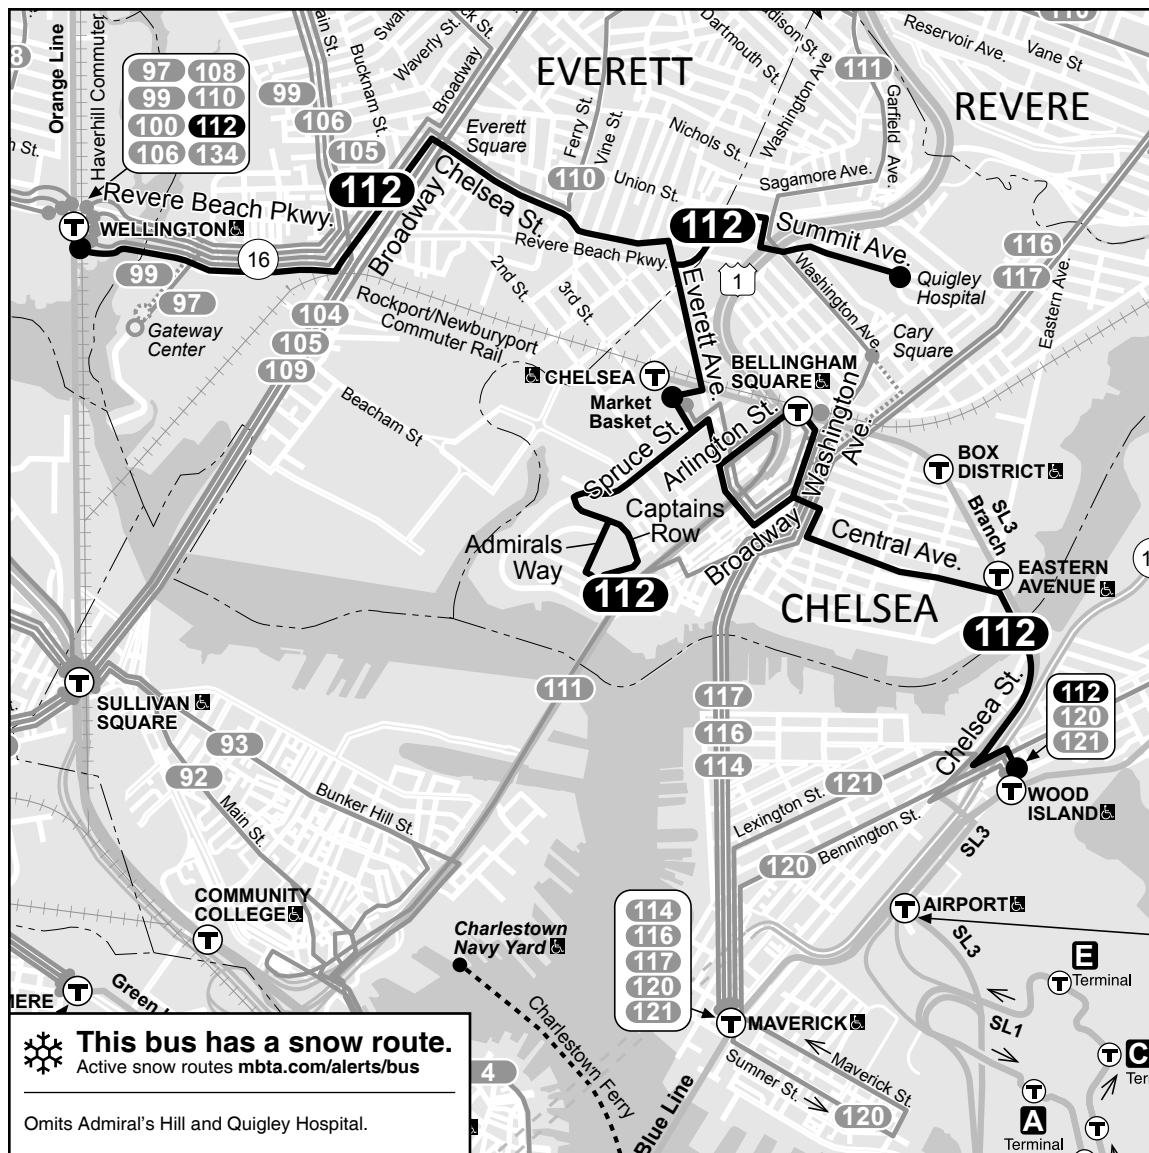 Orange Line
Haverhill Commuter
97 108
99 110
100 112
106 134
99
106
105
Bucknam St.
Waverly St.
Broadway
EVERETT
REVERE
Dartmouth St.
Washington Ave
111
Garfield Ave.
Reservoir Ave.
Vane St
Everett
Square
Ferry St.
Vine St.
Nichols St.
110
Union St.
Sagamore Ave.
112
Revere Beach Pkwy.
WELLINGTON
16
Broadway
Chelsea St.
112
Summit Ave.
Revere Beach Pkwy.
116
117
Eastern Ave.
99
97
Gateway
Center
104
105
109
Rockport/Newburyport
Commuter Rail
2nd St.
3rd St.
Everett Ave.
1
Washington Ave.
Quigley
Hospital
Cary
Square
CHELSEA
Market
Basket
BELLINGHAM
SQUARE
Beacham St
Spruce St.
Arlington St.
Washington
Ave.
BOX
DISTRICT
SL3
Branch
Captains
Row
Admirals
Way
Broadway
Central Ave.
EASTERN
AVENUE
112
CHELSEA
112
SULLIVAN
SQUARE
111
117
116
114
Chelsea St.
112
120
121
93
92
Main St.
Bunker Hill St.
Lexington St.
121
120
Bennington St.
WOOD
ISLAND
SL3
COMMUNITY
COLLEGE
Charlestown
Navy Yard
114
116
117
120
121
AIRPORT
SL3
E
Terminal
MERE
Charlestown Ferry
MAVERICK
SL1
C
Sumner St.
Maverick St.
120
A
Terminal
4
Blue Line
This bus has a snow route.
Active snow routes mbta.com/alerts/bus
Omits Admiral's Hill and Quigley Hospital.